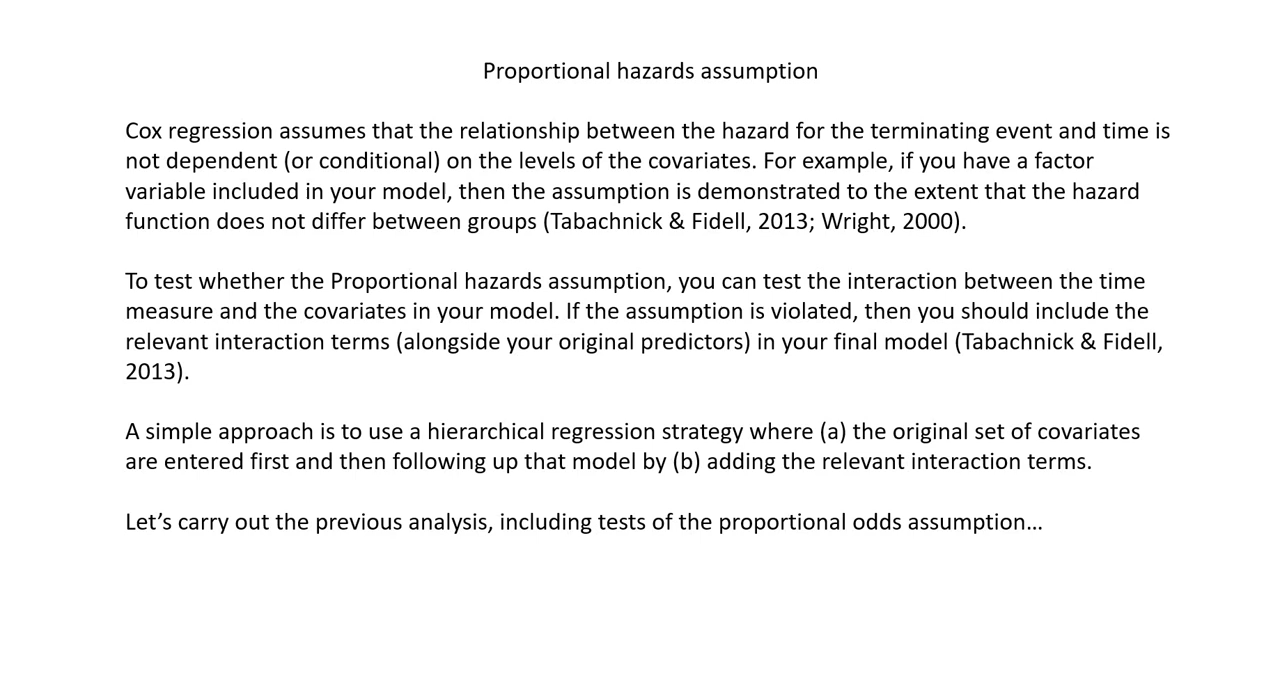 Proportional hazards assumption
Cox regression assumes that the relationship between the hazard for the terminating event and time is
not dependent (or conditional) on the levels of the covariates. For example, if you have a factor
variable included in your model, then the assumption is demonstrated to the extent that the hazard
function does not differ between groups (Tabachnick & Fidell, 2013; Wright, 2000).
To test whether the Proportional hazards assumption, you can test the interaction between the time
measure and the covariates in your model. If the assumption is violated, then you should include the
relevant interaction terms (alongside your original predictors) in your final model (Tabachnick & Fidell,
2013).
A simple approach is to use a hierarchical regression strategy where (a) the original set of covariates
are entered first and then following up that model by (b) adding the relevant interaction terms.
Let’s carry out the previous analysis, including tests of the proportional odds assumption…